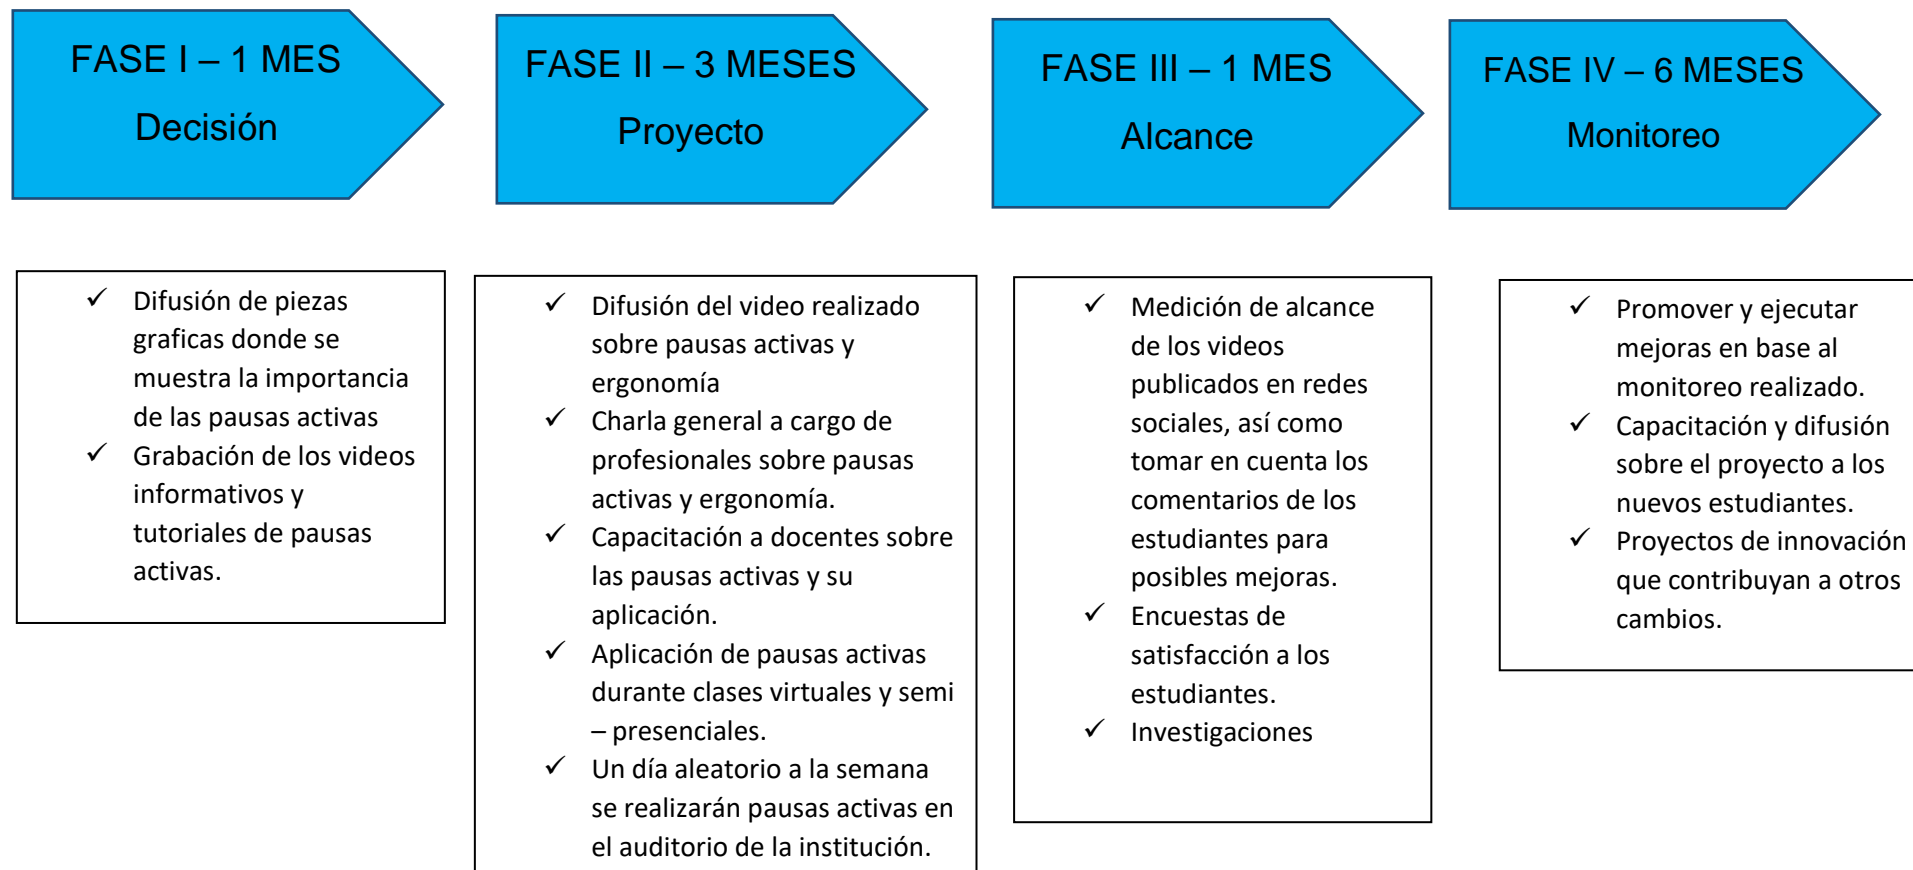 FASE I – 1 MES
Decisión
FASE II – 3 MESES
Proyecto
FASE III – 1 MES
Alcance
FASE IV – 6 MESES
Monitoreo
✓ Difusión de piezas
graficas donde se
muestra la importancia
de las pausas activas
✓ Grabación de los videos
informativos y
tutoriales de pausas
activas.
✓ Difusión del video realizado
sobre pausas activas y
ergonomía
✓ Charla general a cargo de
profesionales sobre pausas
activas y ergonomía.
✓ Capacitación a docentes sobre
las pausas activas y su
aplicación.
✓ Aplicación de pausas activas
durante clases virtuales y semi
– presenciales.
✓ Un día aleatorio a la semana
se realizarán pausas activas en
el auditorio de la institución.
✓ Medición de alcance
de los videos
publicados en redes
sociales, así como
tomar en cuenta los
comentarios de los
estudiantes para
posibles mejoras.
✓ Encuestas de
satisfacción a los
estudiantes.
✓ Investigaciones
✓ Promover y ejecutar
mejoras en base al
monitoreo realizado.
✓ Capacitación y difusión
sobre el proyecto a los
nuevos estudiantes.
✓ Proyectos de innovación
que contribuyan a otros
cambios.